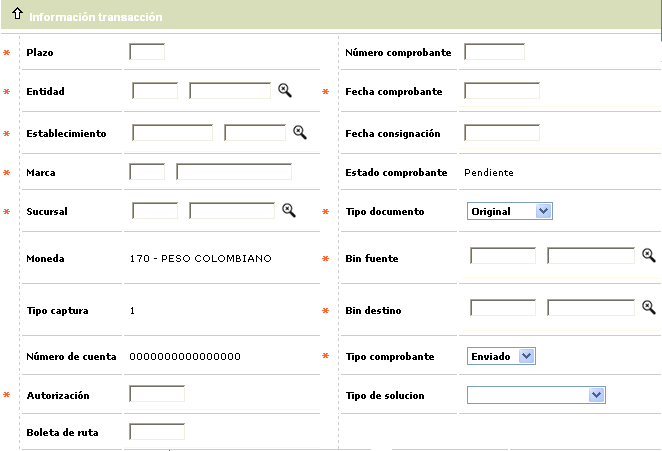 Información transacción
* Plazo
Número comprobante
* Entidad
* Fecha comprobante
* Establecimiento
Fecha consignación
* Marca
Estado comprobante Pendiente
* Sucursal
* Tipo documento Original
Moneda 170 - PESO COLOMBIANO
* Bin fuente
Tipo captura 1
* Bin destino
Número de cuenta 0000000000000000
* Tipo comprobante Enviado
* Autorización
Tipo de solucion
Boleta de ruta